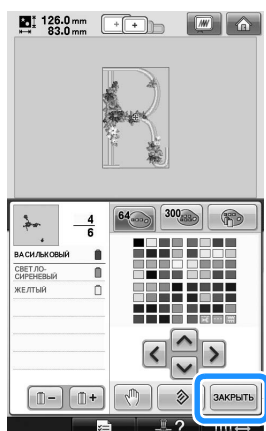 126.0 mm
83.0 mm
4
6
64
300
ВАСИЛЬКОВЫЙ
СВЕТЛО-
СИРЕНЕВЫЙ
ЖЕЛТЫЙ
− +
ЗАКРЫТЬ
?